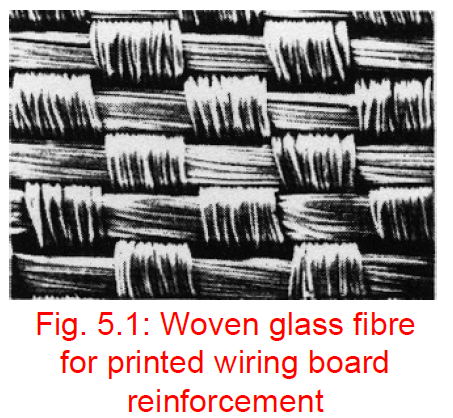 Fig. 5.1: Woven glass fibre
for printed wiring board
reinforcement